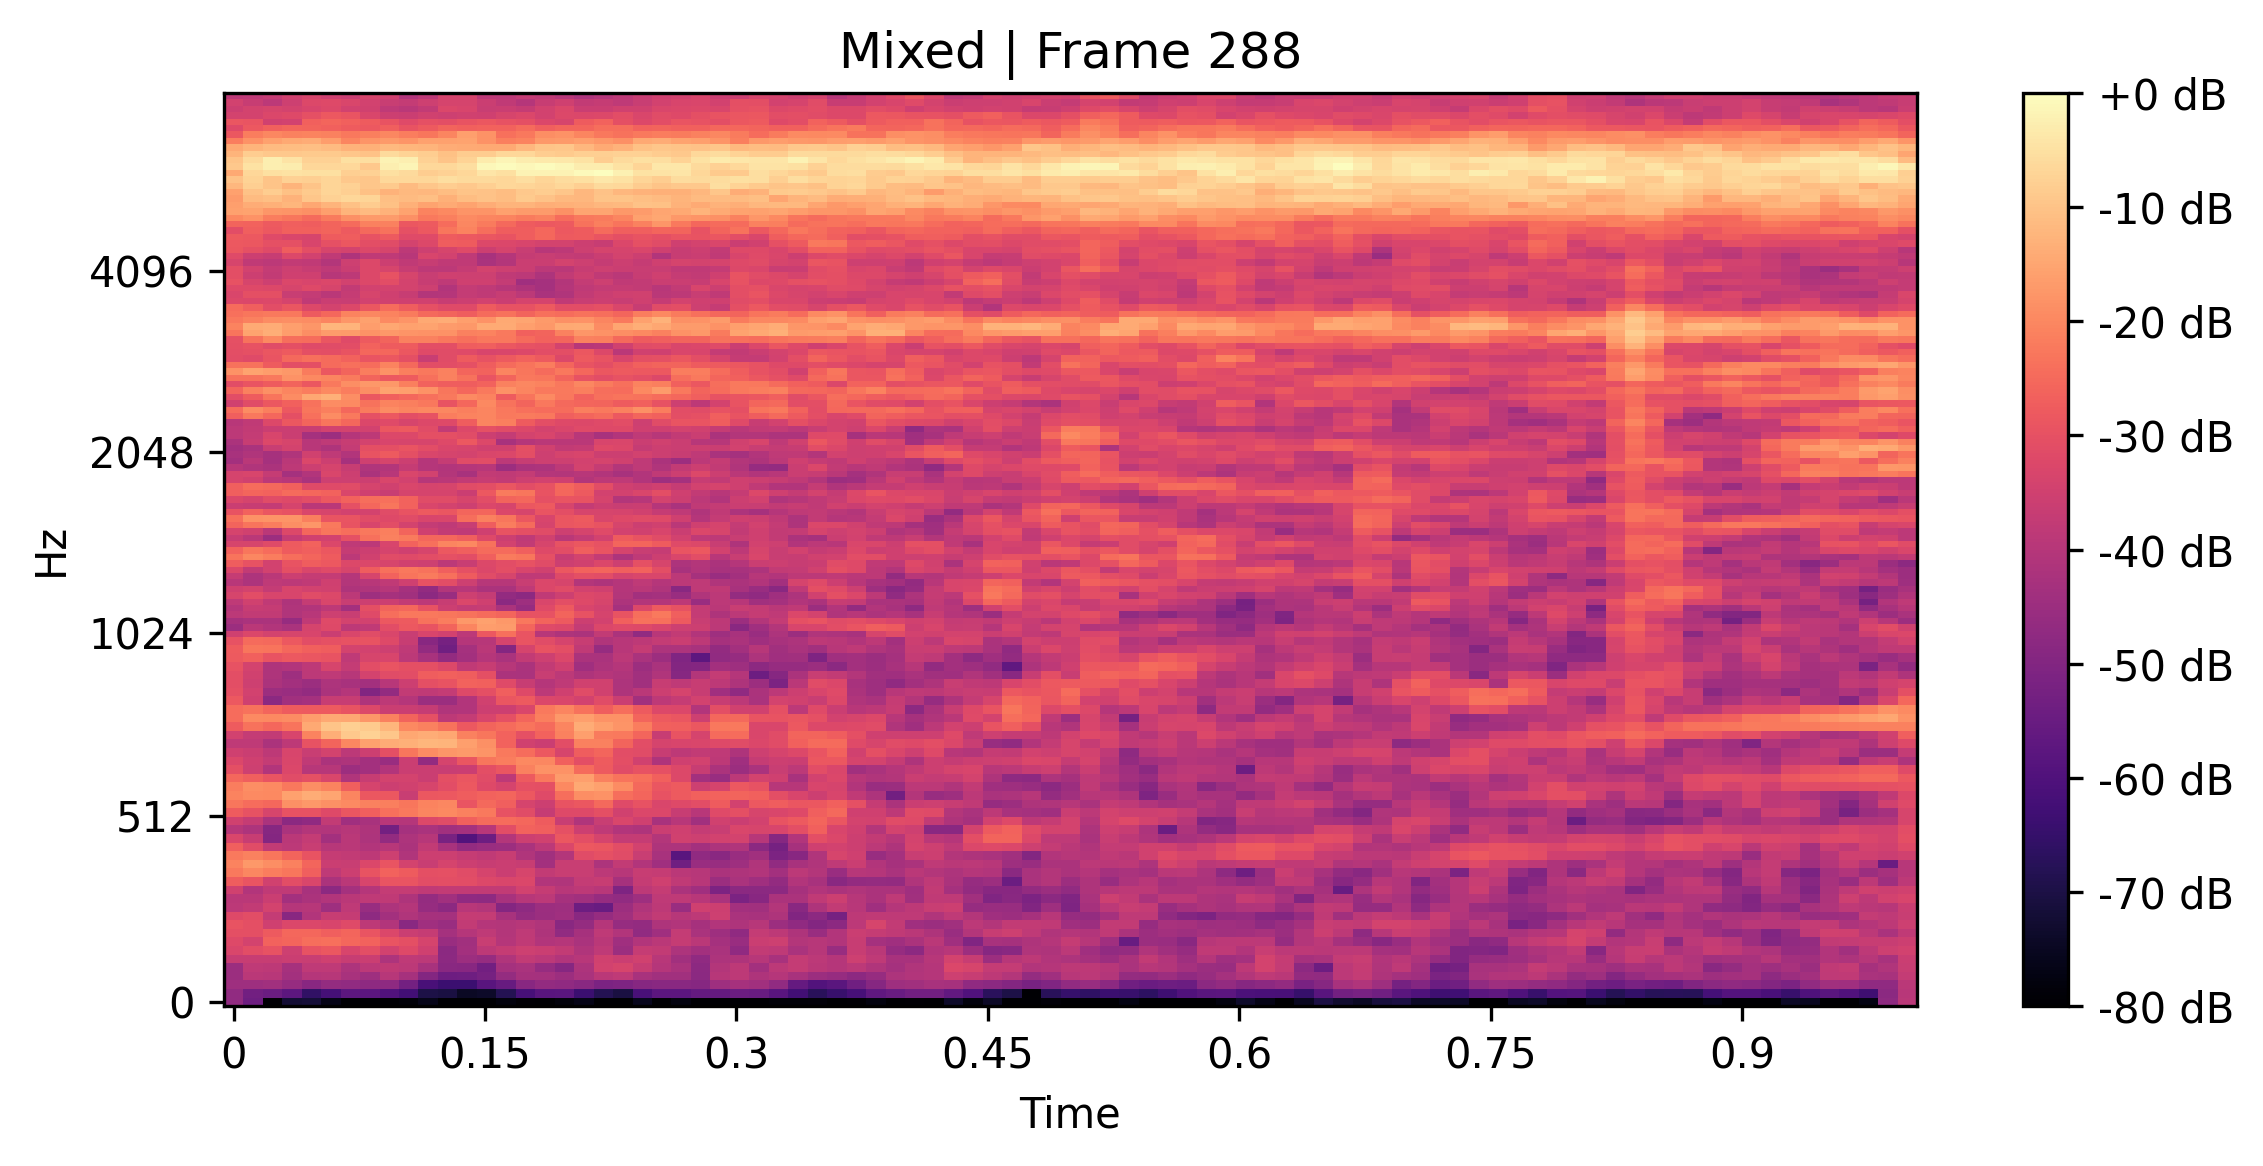 Mixed | Frame 288
+0 dB
-10 dB
-20 dB
-30 dB
-40 dB
-50 dB
-60 dB
-70 dB
-80 dB
Hz
4096
2048
1024
512
0
0 0.15 0.3 0.45 0.6 0.75 0.9
Time